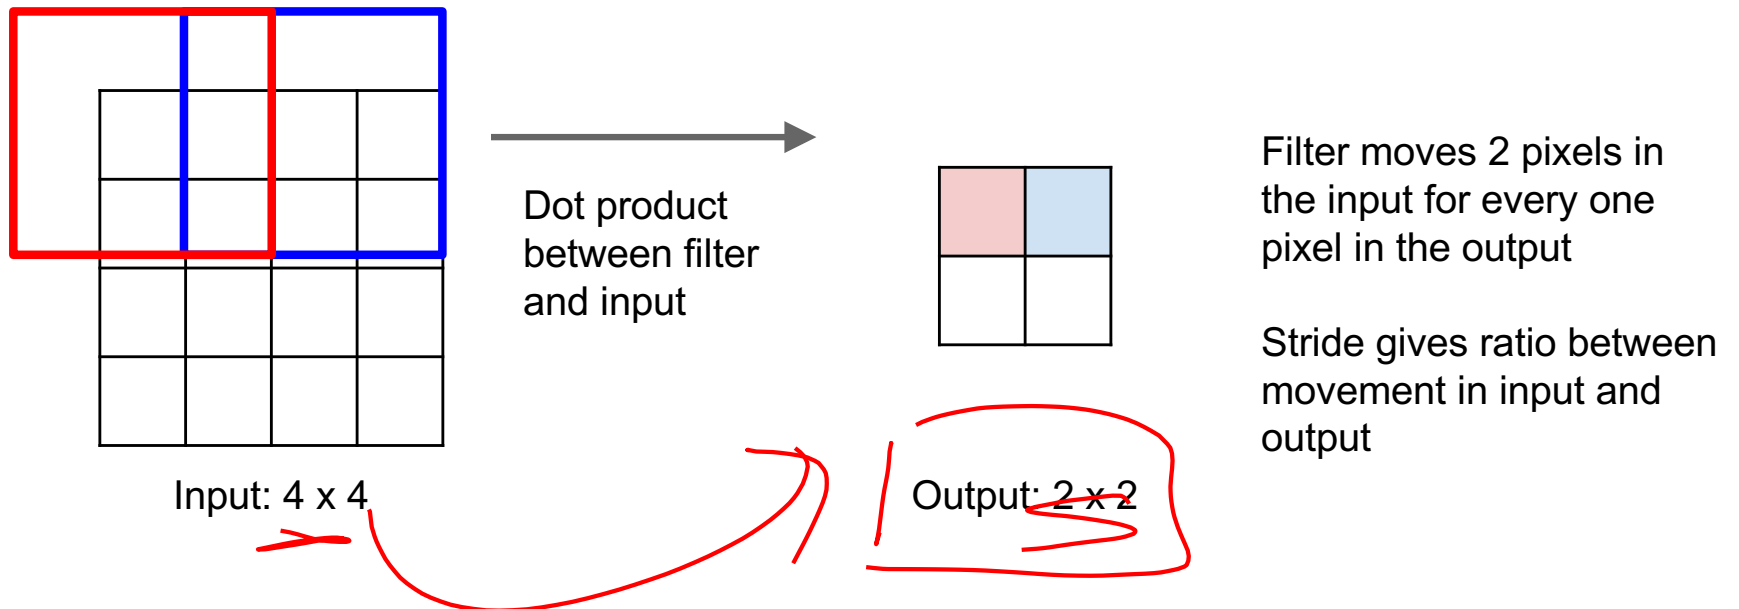 Dot product
between filter
and input
Filter moves 2 pixels in
the input for every one
pixel in the output
Stride gives ratio between
movement in input and
output
Input: 4 x 4
Output: 2 x 2